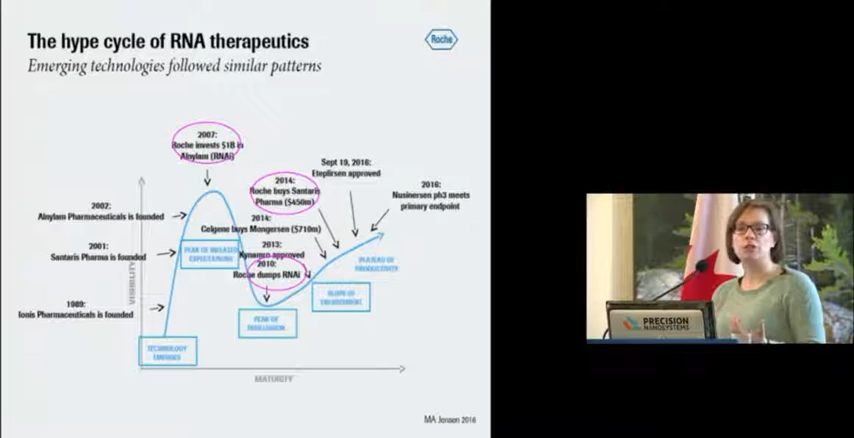 The hype cycle of RNA therapeutics
Roche
Emerging technologies followed similar patterns
2007:
Roche invests $1B in
Alnylam (RNAi)
Sept 19, 2016:
Eteplirsen approved
2014:
Roche buys Santaris
Pharma ($450m)
2016:
Nusinersen ph3 meets
primary endpoint
2002:
Alnylam Pharmaceuticals is founded
2014:
Celgene buys Mongersen ($710m)
2001:
Santaris Pharma is founded
2013:
Kynamro approved
2010:
Roche dumps RNAi
PEAK OF INFLATED
EXPECTATIONS
PLATEAU OF
PRODUCTIVITY
VISIBILITY
1989:
Ionis Pharmaceuticals is founded
SLOPE OF
OF
TECHNOLOGY
EMERGES
MATURITY
MA Jensen 2016
PRECISION
NANOSYSTEMS